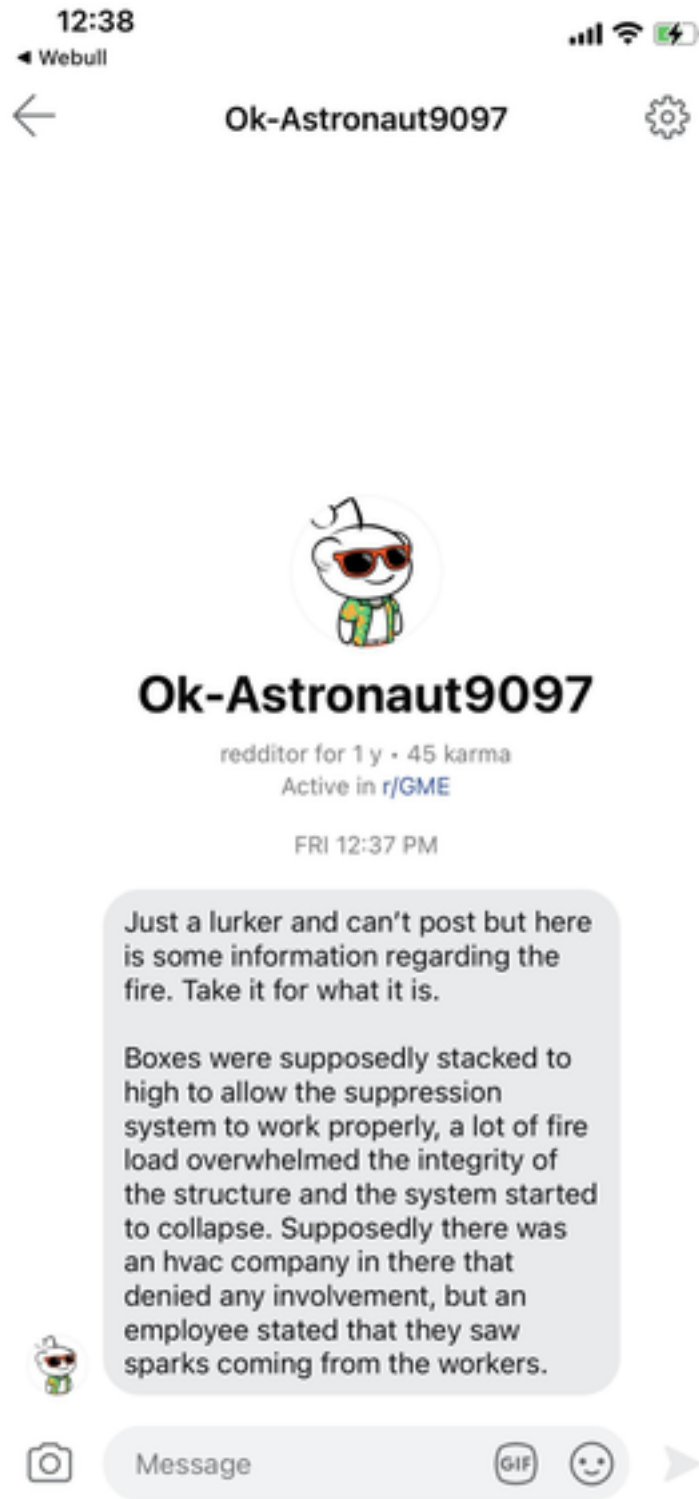 12:38
◀ Webull
Ok-Astronaut9097
Ok-Astronaut9097
redditor for 1 y • 45 karma
Active in r/GME
FRI 12:37 PM
Just a lurker and can't post but here
is some information regarding the
fire. Take it for what it is.
Boxes were supposedly stacked to
high to allow the suppression
system to work properly, a lot of fire
load overwhelmed the integrity of
the structure and the system started
to collapse. Supposedly there was
an hvac company in there that
denied any involvement, but an
employee stated that they saw
sparks coming from the workers.
Message
GIF